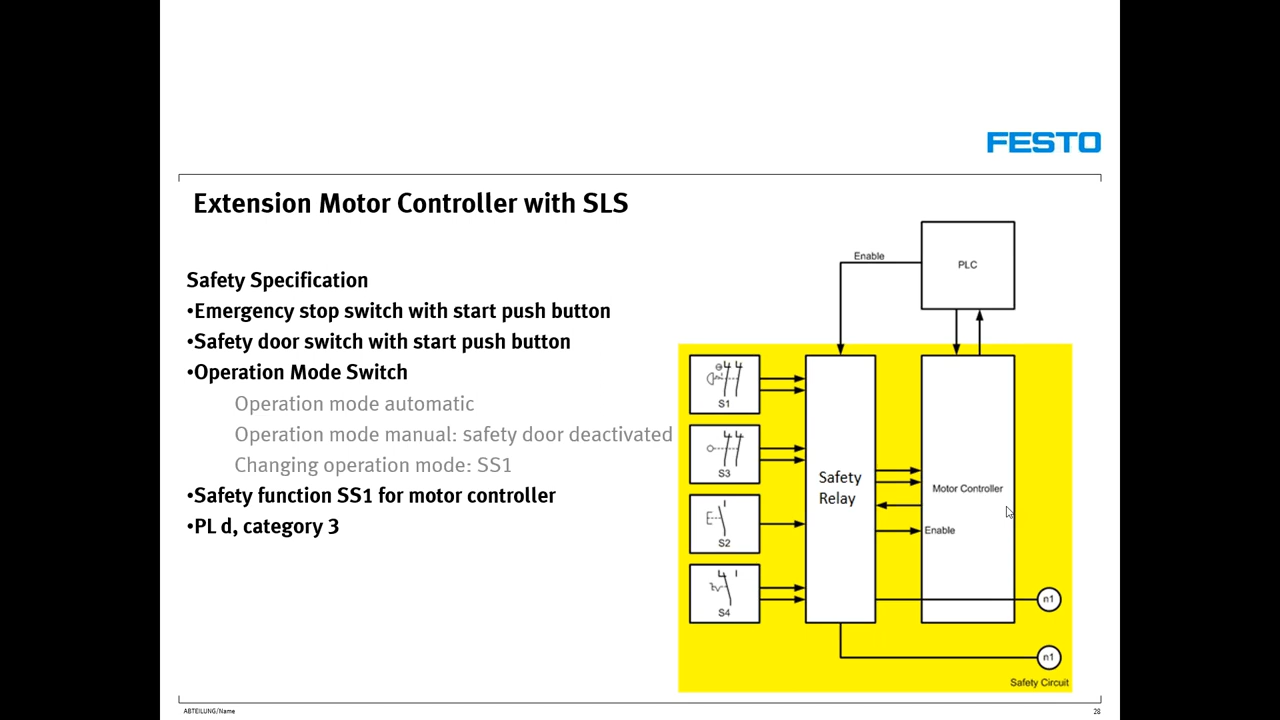 FESTO
Extension Motor Controller with SLS
Safety Specification
•Emergency stop switch with start push button
•Safety door switch with start push button
•Operation Mode Switch
Operation mode automatic
Operation mode manual: safety door deactivated
Changing operation mode: SS1
•Safety function SS1 for motor controller
•PL d, category 3
Enable
PLC
S1
S3
S2
S4
Safety
Relay
Motor Controller
Enable
n1
n1
Safety Circuit
ABTEILUNG/Name
28